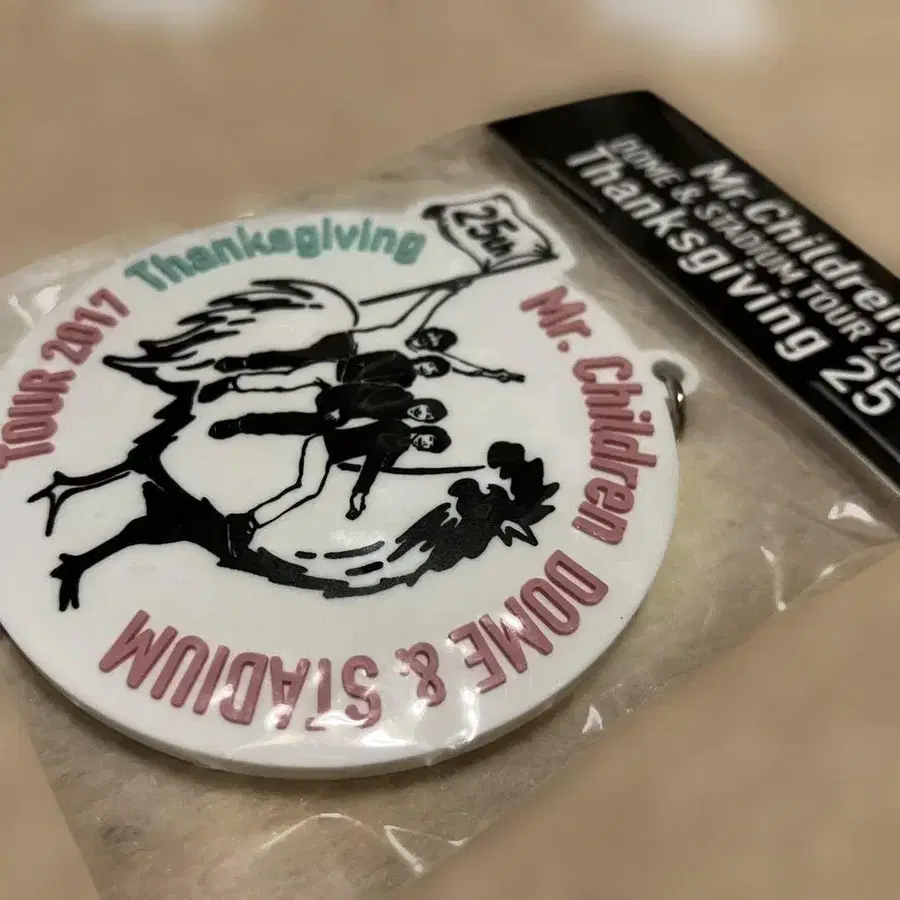 Mr. Children
DOME & STADIUM TOUR 20
Thanksgiving 25
25th
Thanksgiving
Mr. Children DOME & STADIUM
TOUR 2017